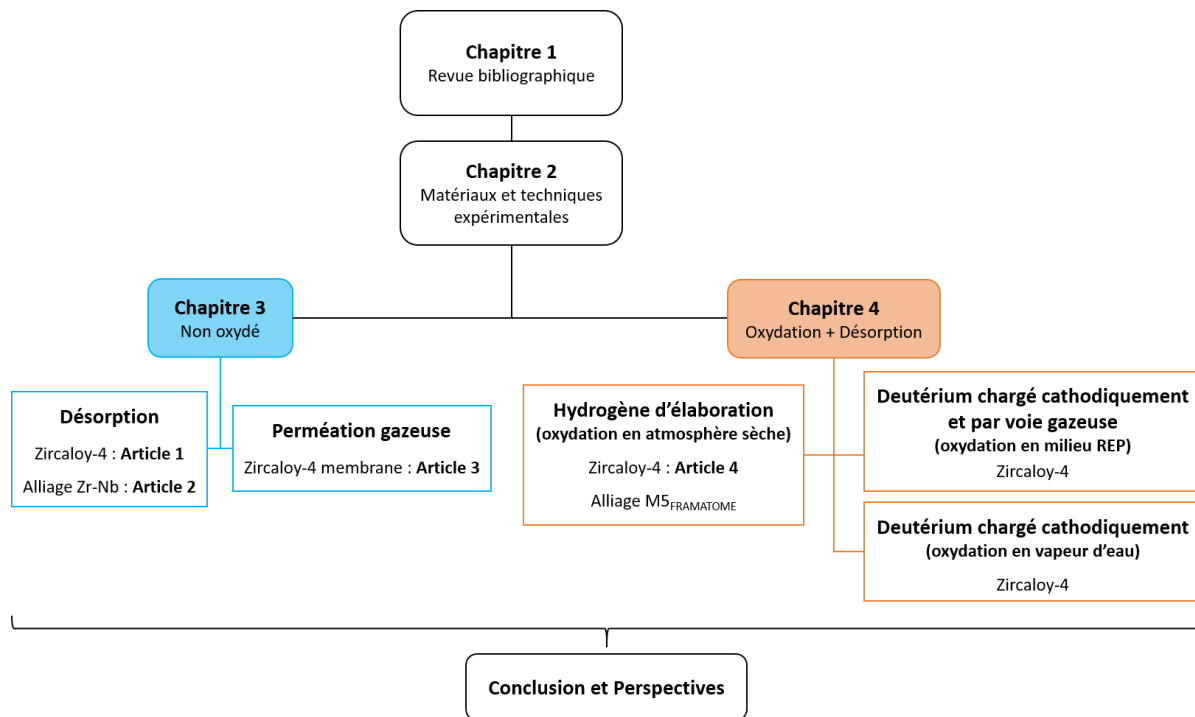 Chapitre 1
Revue bibliographique
Chapitre 2
Matériaux et techniques
expérimentales
Chapitre 3
Non oxydé
Chapitre 4
Oxydation + Désorption
Désorption
Zircaloy-4 : Article 1
Alliage Zr-Nb : Article 2
Perméation gazeuse
Zircaloy-4 membrane : Article 3
Hydrogène d’élaboration
(oxydation en atmosphère sèche)
Zircaloy-4 : Article 4
Alliage M5FRAMATOME
Deutérium chargé cathodiquement
et par voie gazeuse
(oxydation en milieu REP)
Zircaloy-4
Deutérium chargé cathodiquement
(oxydation en vapeur d’eau)
Zircaloy-4
Conclusion et Perspectives